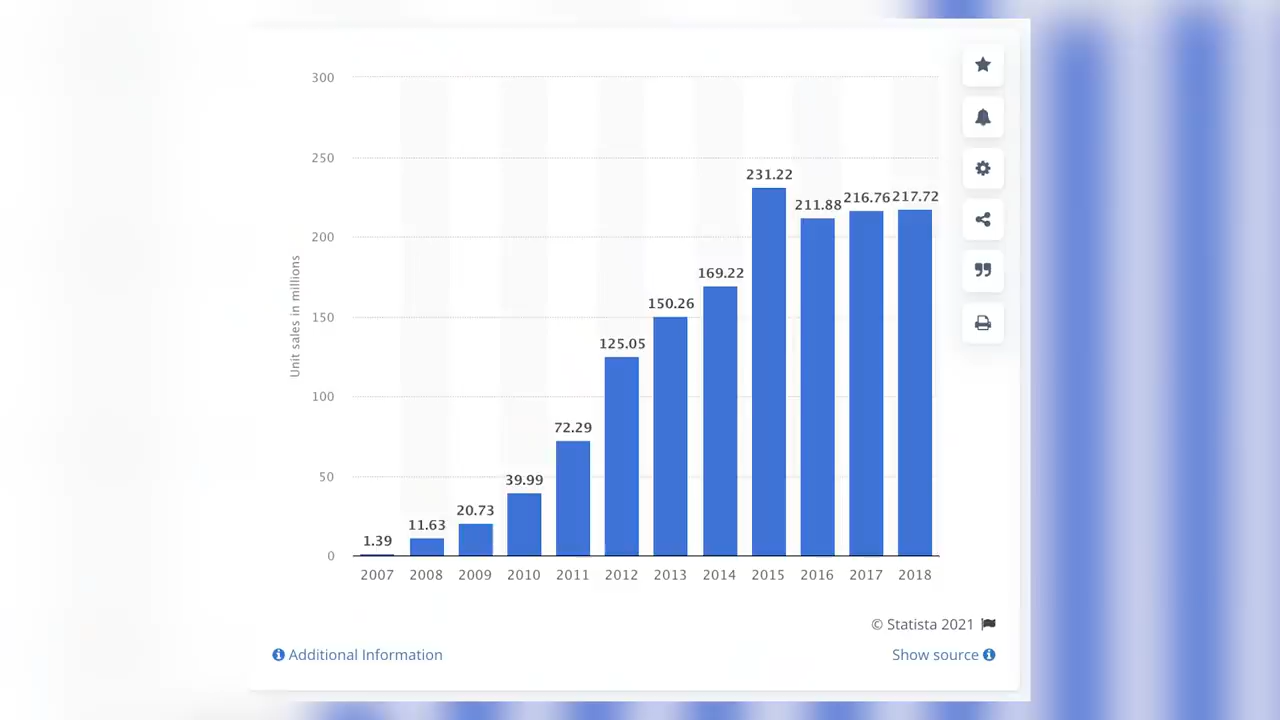 300
250
231.22
211.88 216.76 217.72
200
169.22
150.26
150
125.05
100
72.29
50
39.99
20.73
11.63
1.39
0
Unit sales in millions
2007 2008 2009 2010 2011 2012 2013 2014 2015 2016 2017 2018
© Statista 2021
Additional Information
Show source